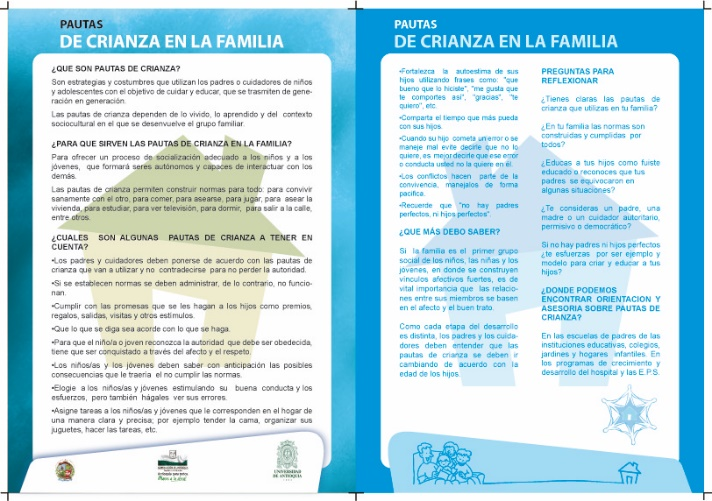 PAUTAS
DE CRIANZA EN LA FAMILIA
¿QUE SON PAUTAS DE CRIANZA?
Son estrategias y costumbres que utilizan los padres o cuidadores de niños
y adolescentes con el objetivo de cuidar y educar, que se trasmiten de gene-
ración en generación.
Las pautas de crianza dependen de lo vivido, lo aprendido y del contexto
sociocultural en el que se desenvuelve el grupo familiar.
¿PARA QUE SIRVEN LAS PAUTAS DE CRIANZA EN LA FAMILIA?
Para ofrecer un proceso de socialización adecuado a los niños y a los
jóvenes, que formará seres autónomos y capaces de interactuar con los
demás.
Las pautas de crianza permiten construir normas para todo: para convivir
sanamente con el otro, para comer, para asearse, para jugar, para asear la
vivienda, para estudiar, para ver televisión, para dormir, para salir a la calle,
entre otros.
¿CUALES SON ALGUNAS PAUTAS DE CRIANZA A TENER EN
CUENTA?
•Los padres y cuidadores deben ponerse de acuerdo con las pautas de
crianza que van a utilizar y no contradecirse para no perder la autoridad.
•Si se establecen normas se deben administrar, de lo contrario, no funcio-
nan.
•Cumplir con las promesas que se les hagan a los hijos como premios,
regalos, salidas, visitas y otros estímulos.
•Que lo que se diga sea acorde con lo que se haga.
•Para que el niño/a o joven reconozca la autoridad que debe ser obedecida,
tiene que ser conquistado a través del afecto y el respeto.
•Los niños/as y los jóvenes deben saber con anticipación las posibles
consecuencias que le traería el no cumplir las normas.
•Elogie a los niños/as y jóvenes estimulando su buena conducta y los
esfuerzos, pero también hágales ver sus errores.
•Asigne tareas a los niños/as y jóvenes que le corresponden en el hogar de
una manera clara y precisa; por ejemplo tender la cama, organizar sus
juguetes, hacer las tareas, etc.
UNIVERSIDAD
DE ANTIOQUIA
PAUTAS
DE CRIANZA EN LA FAMILIA
•Fortalezca la autoestima de sus
hijos utilizando frases como: "que
bueno que lo hiciste", "me gusta que
te comportes así", "gracias", "te
quiero", etc.
•Comparta el tiempo que más pueda
con sus hijos.
•Cuando su hijo cometa un error o se
maneje mal evite decirle que no lo
quiere, es mejor decirle que ese error
o conducta usted no la quiere en él.
•Los conflictos hacen parte de la
convivencia, manéjalos de forma
pacífica.
•Recuerde que "no hay padres
perfectos, ni hijos perfectos".
¿QUE MÁS DEBO SABER?
Si la familia es el primer grupo
social de los niños, las niñas y los
jóvenes, en donde se construyen
vínculos afectivos fuertes, es de
vital importancia que las relacio-
nes entre sus miembros se basen
en el afecto y el buen trato.
Como cada etapa del desarrollo
es distinta, los padres y los cuida-
dores deben entender que las
pautas de crianza se deben ir
cambiando de acuerdo con la
edad de los hijos.
PREGUNTAS PARA
REFLEXIONAR
¿Tienes claras las pautas de
crianza que utilizas en tu familia?
¿En tu familia las normas son
construidas y cumplidas por
todos?
¿Educas a tus hijos como fuiste
educado o reconoces que tus
padres se equivocaron en
algunas situaciones?
¿Te consideras un padre, una
madre o un cuidador autoritario,
permisivo o democrático?
Si no hay padres ni hijos perfectos
¿te esfuerzas por ser ejemplo y
modelo para criar y educar a tus
hijos?
¿DONDE PODEMOS
ENCONTRAR ORIENTACION Y
ASESORIA SOBRE PAUTAS DE
CRIANZA?
En las escuelas de padres de las
instituciones educativas, colegios,
jardines y hogares infantiles. En
los programas de crecimiento y
desarrollo del hospital y las E.P.S.